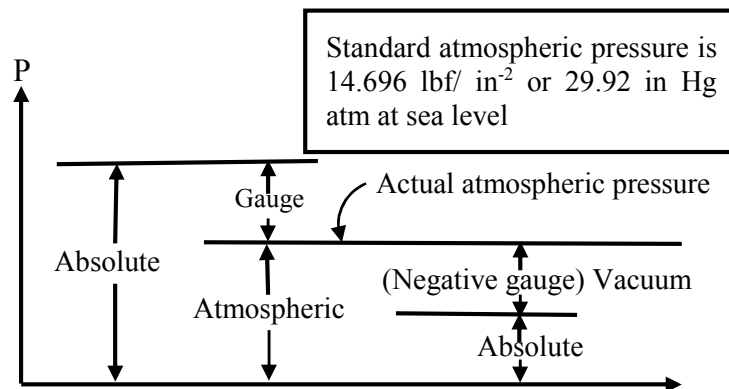 Standard atmospheric pressure is
14.696 lbf/ in-2 or 29.92 in Hg
atm at sea level
P
Gauge
Actual atmospheric pressure
Absolute
(Negative gauge) Vacuum
Atmospheric
Absolute